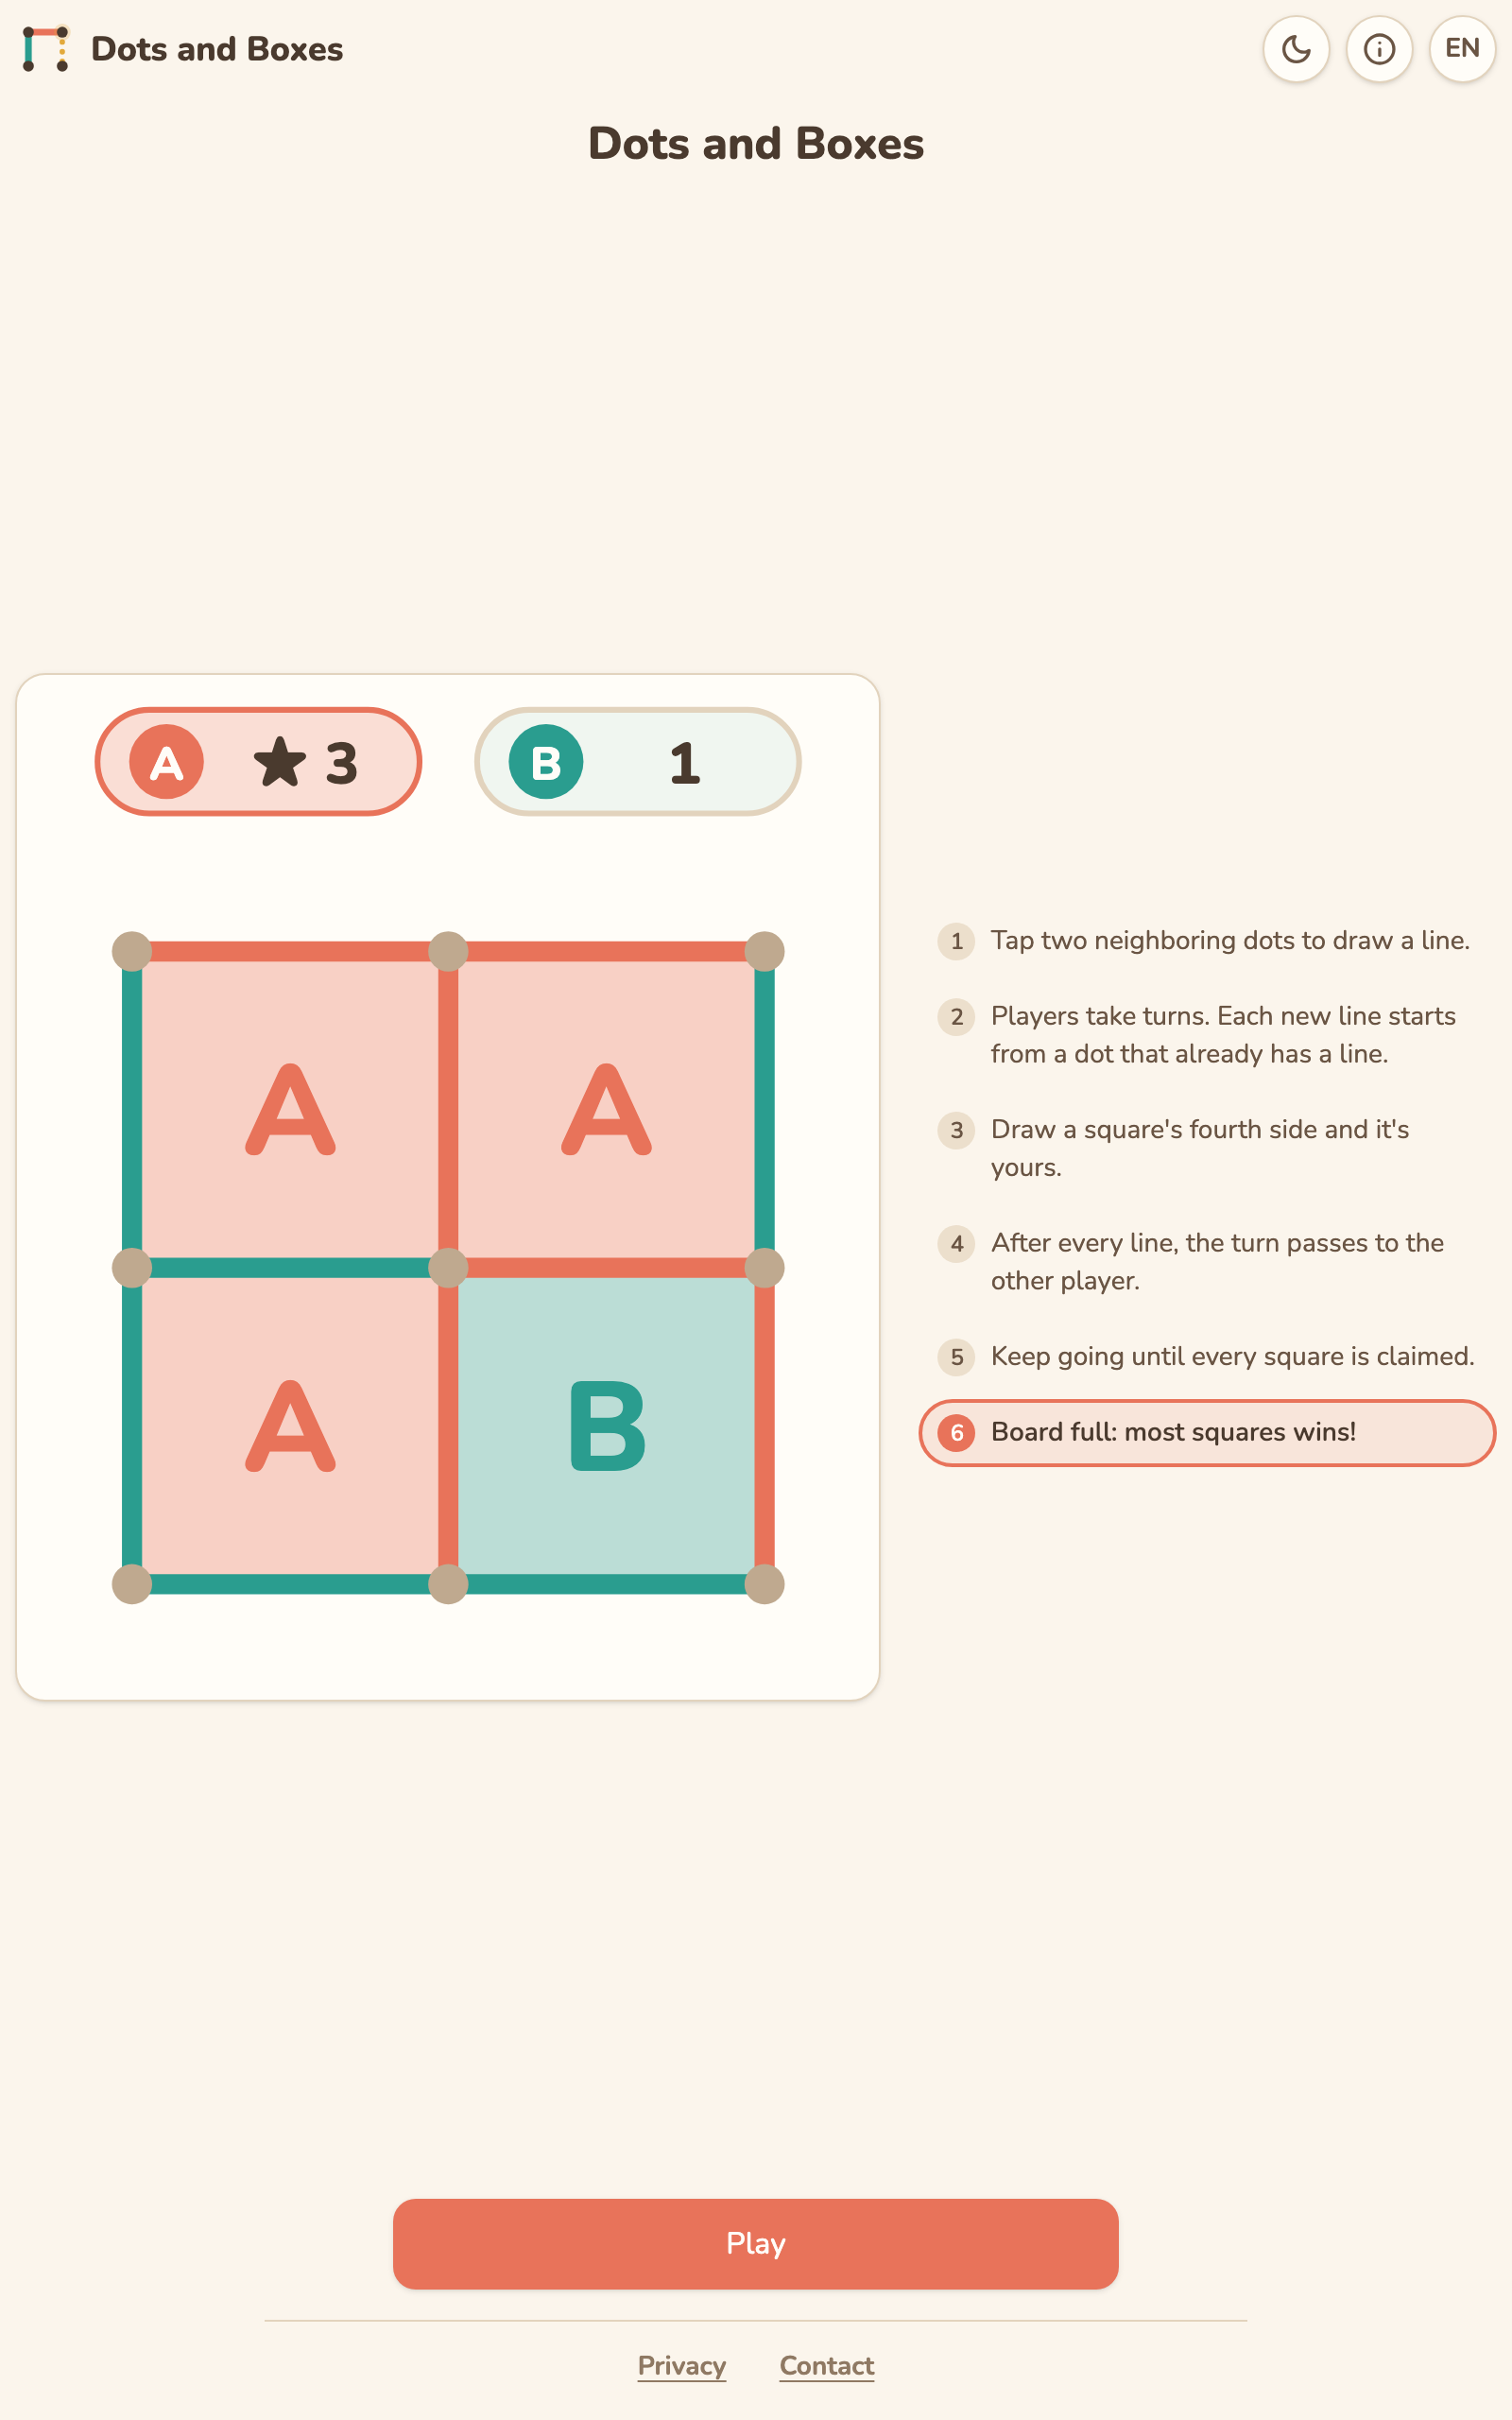 Dots and Boxes
EN
Dots and Boxes
A ★ 3
B 1
A A
A B
1 Tap two neighboring dots to draw a line.
2 Players take turns. Each new line starts
from a dot that already has a line.
3 Draw a square's fourth side and it's
yours.
4 After every line, the turn passes to the
other player.
5 Keep going until every square is claimed.
6 Board full: most squares wins!
Play
Privacy Contact